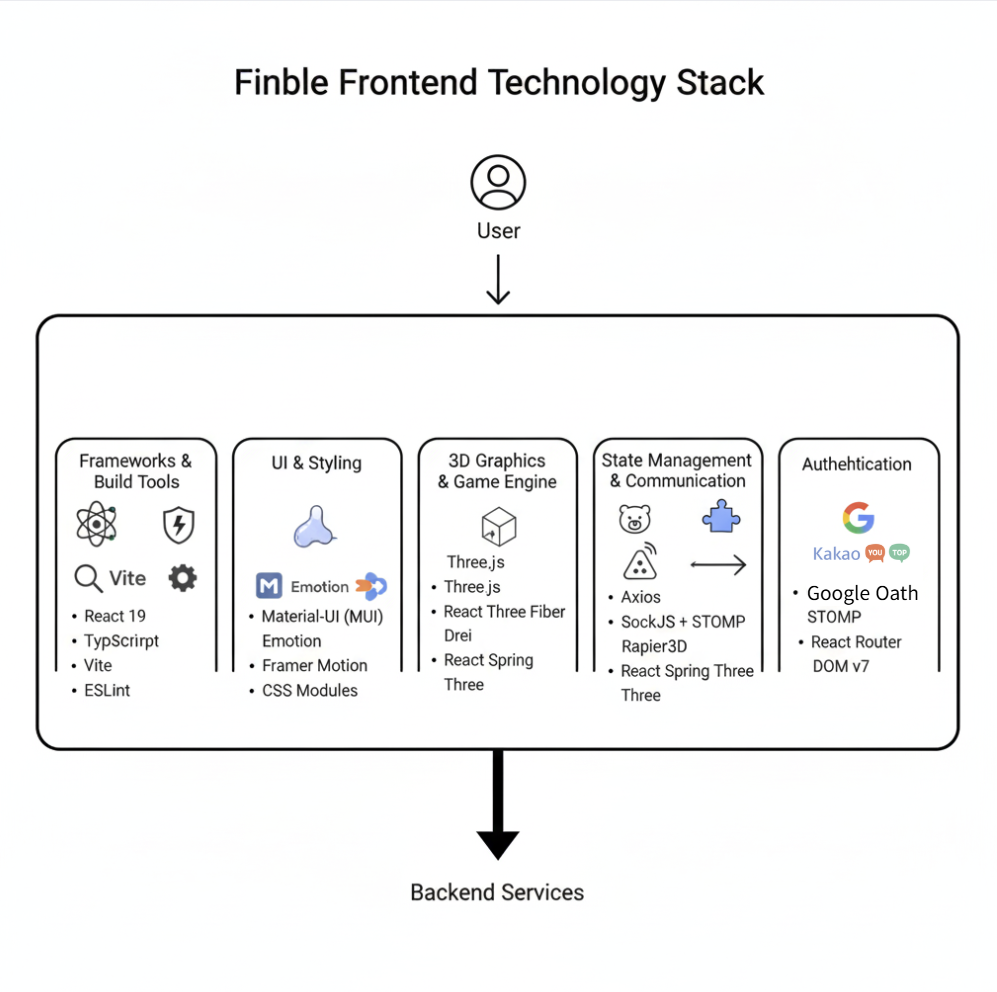 Finble Frontend Technology Stack
User
Frameworks &
Build Tools
Vite
• React 19
• TypScrirpt
• Vite
• ESLint
UI & Styling
M Emotion
• Material-UI (MUI)
Emotion
• Framer Motion
• CSS Modules
3D Graphics
& Game Engine
Three,js
• Three.js
• React Three Fiber
Drei
• React Spring
Three
State Management
& Communication
• Axios
• SockJS + STOMP
Rapier3D
• React Spring Three
Three
Authehtication
G
Kakao YOU TOP
• Google Oath
STOMP
• React Router
DOM v7
Backend Services